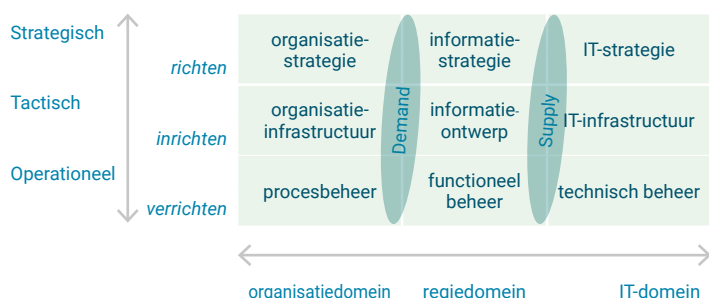 Strategisch
richten
Tactisch
inrichten
Operationeel
verrichten
organisatie-
strategie
informatie-
strategie
IT-strategie
organisatie-
infrastructuur
informatie-
ontwerp
IT-infrastructuur
procesbeheer
functioneel
beheer
technisch beheer
Demand
Supply
organisatiedomein
regiedomein
IT-domein